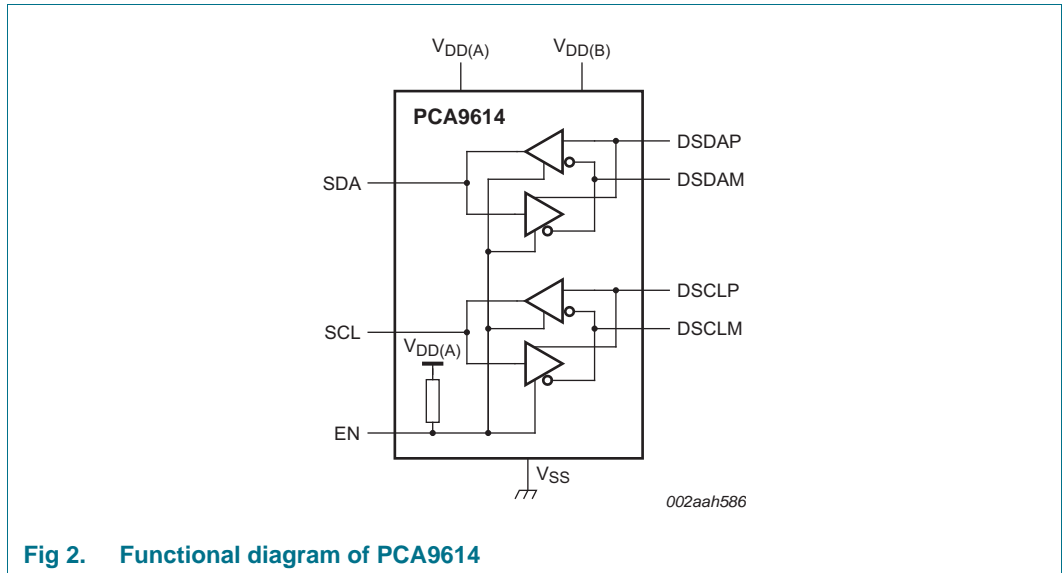 VDD(A) VDD(B)
PCA9614
DSDAP
DSDAM
SDA
DSCLP
DSCLM
SCL
VDD(A)
EN
VSS
002aah586
Fig 2. Functional diagram of PCA9614